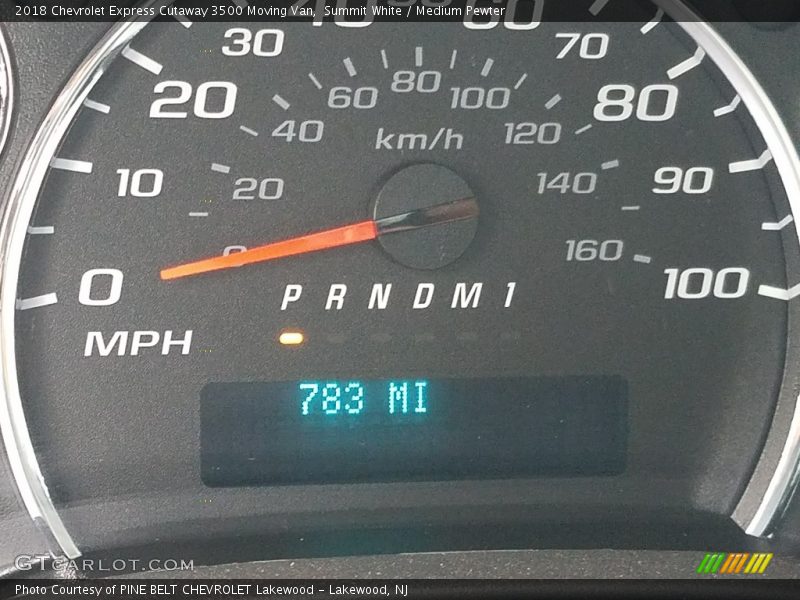 2018 Chevrolet Express Cutaway 3500 Moving Van, Summit White / Medium Pewter
40 60
30 70
20 60 80 100 80
40 km/h 120
10 20 140 90
0 160
0 100
P R N D M 1
MPH
783 MI
GTCARLOT.COM
Photo Courtesy of PINE BELT CHEVROLET Lakewood - Lakewood, NJ